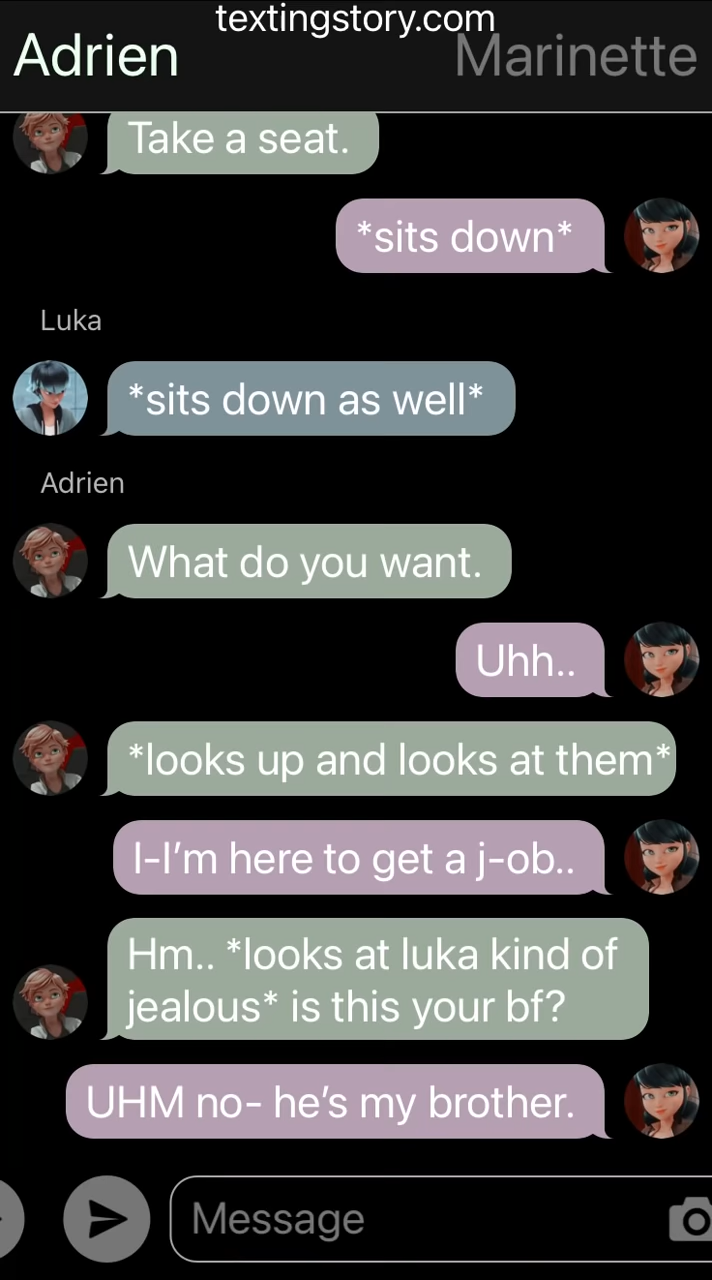 textingstory.com
Adrien
Marinette
Take a seat.
*sits down*
Luka
*sits down as well*
Adrien
What do you want.
Uhh..
*looks up and looks at them*
I-I’m here to get a j-ob..
Hm.. *looks at luka kind of
jealous* is this your bf?
UHM no- he’s my brother.
Message